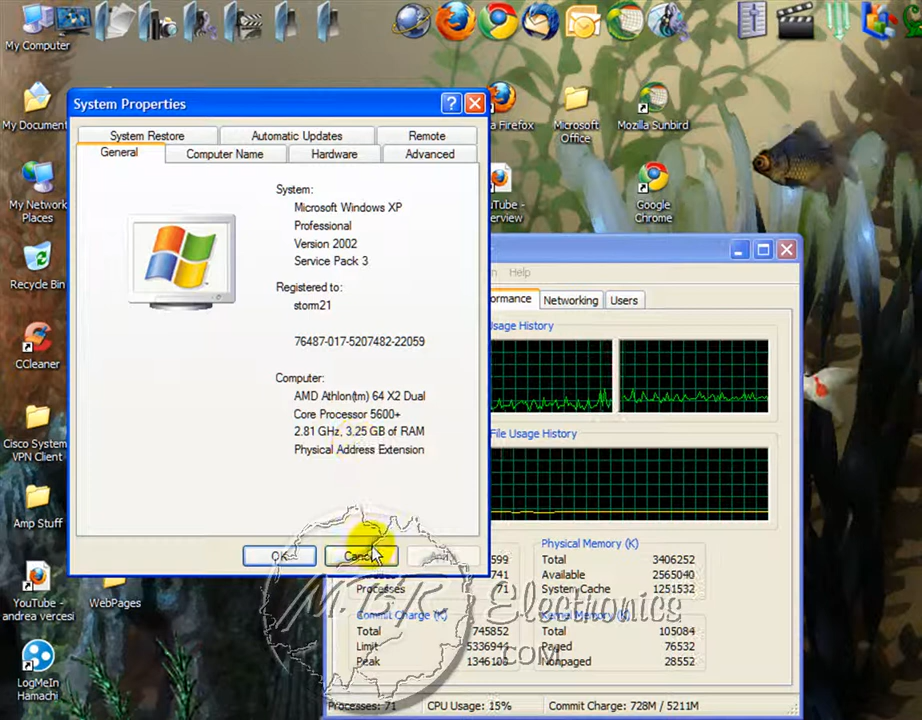 My Computer
System Properties
System Restore
Automatic Updates
Remote
General
Computer Name
Hardware
Advanced
System:
Microsoft Windows XP
Professional
Version 2002
Service Pack 3
Registered to:
storm21
76487-017-5207482-22059
Computer:
AMD Athlon(tm) 64 X2 Dual
Core Processor 5600+
2.81 GHz, 3.25 GB of RAM
Physical Address Extension
OK
Cancel
My Document
My Network
Places
Recycle Bin
CCleaner
Cisco System
VPN Client
Amp Stuff
YouTube -
andrea vercesi
WebPages
LogMeIn
Hamachi
Firefox
Microsoft
Office
Mozilla Sunbird
Google
Chrome
Help
Networking
Users
Usage History
File Usage History
Physical Memory (K)
Total 3406252
Available 2565040
System Cache 1251532
599
741
Processes 71
Commit Charge (K)
Total 745852
Limit
Peak
Kernel Memory (K)
Total 105084
Paged 76532
Nonpaged 28552
Processes: 71
CPU Usage: 15%
Commit Charge: 728M / 5211M
Electronics
.COM